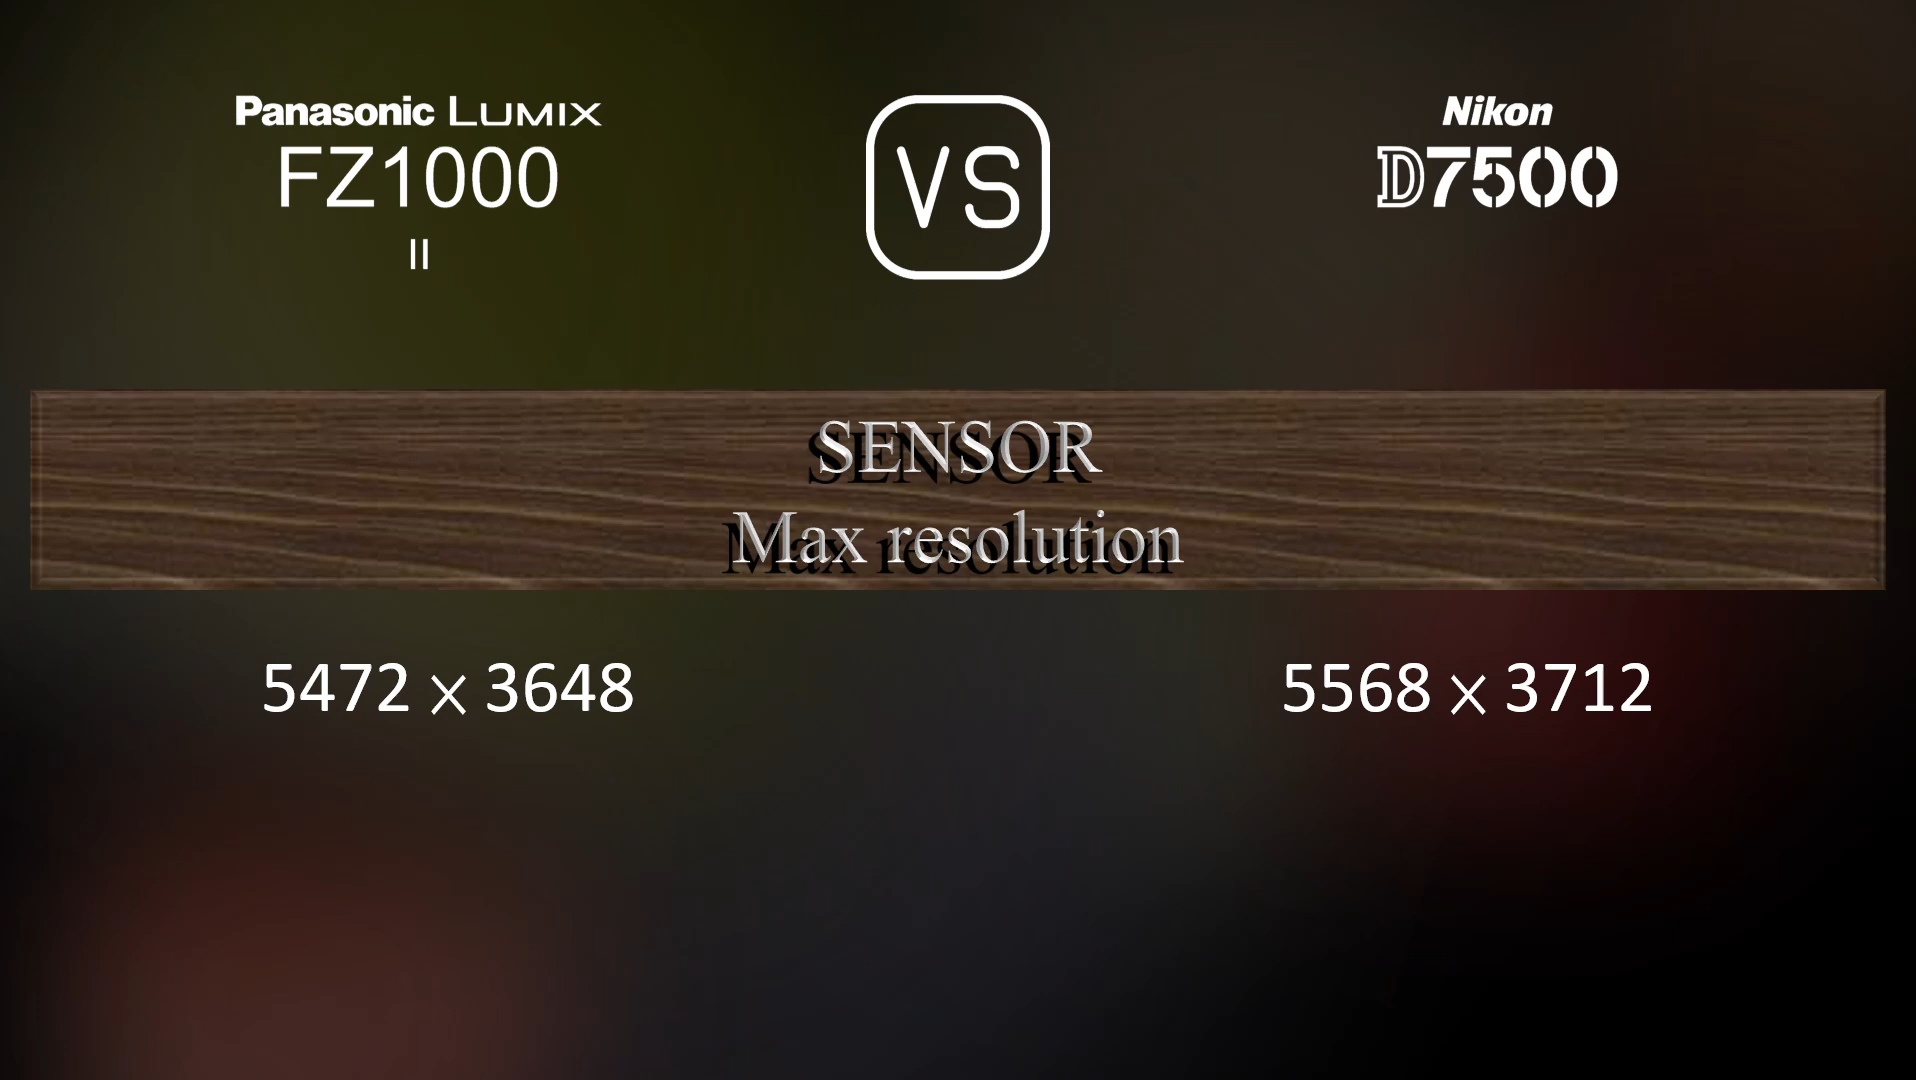 Panasonic LUMIX
FZ1000
II
VS
Nikon
D7500
SENSOR
Max resolution
5472 x 3648
5568 x 3712